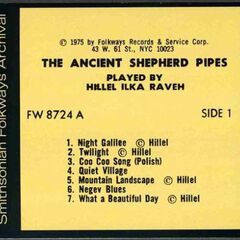 Smithsonian Folkways Archival
© 1975 by Folkways Records & Service Corp.
43 W. 61 St., NYC 10023
THE ANCIENT SHEPHERD PIPES
PLAYED BY
HILLEL ILKA RAVEH
FW 8724 A SIDE 1
1. Night Galilee © Hillel
2. Twilight © Hillel
3. Coo Coo Song (Polish)
4. Quiet Village
5. Mountain Landscape © Hillel
6. Negev Blues
7. What a Beautiful Day © Hillel